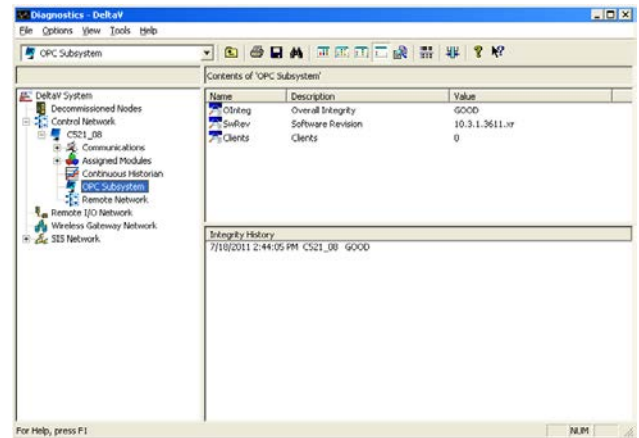 Diagnostics - DeltaV
File Options View Tools Help
OPC Subsystem
Contents of 'OPC Subsystem'
DeltaV System
Decommissioned Nodes
Control Network
C521_08
Communications
Assigned Modules
Continuous Historian
OPC Subsystem
Remote Network
Remote I/O Network
Wireless Gateway Network
SIS Network
Name Description Value
OInteg Overall Integrity GOOD
SwRev Software Revision 10.3.1.3611.xr
Clients Clients 0
Integrity History
7/18/2011 2:44:05 PM C521_08 GOOD
For Help, press F1
NUM